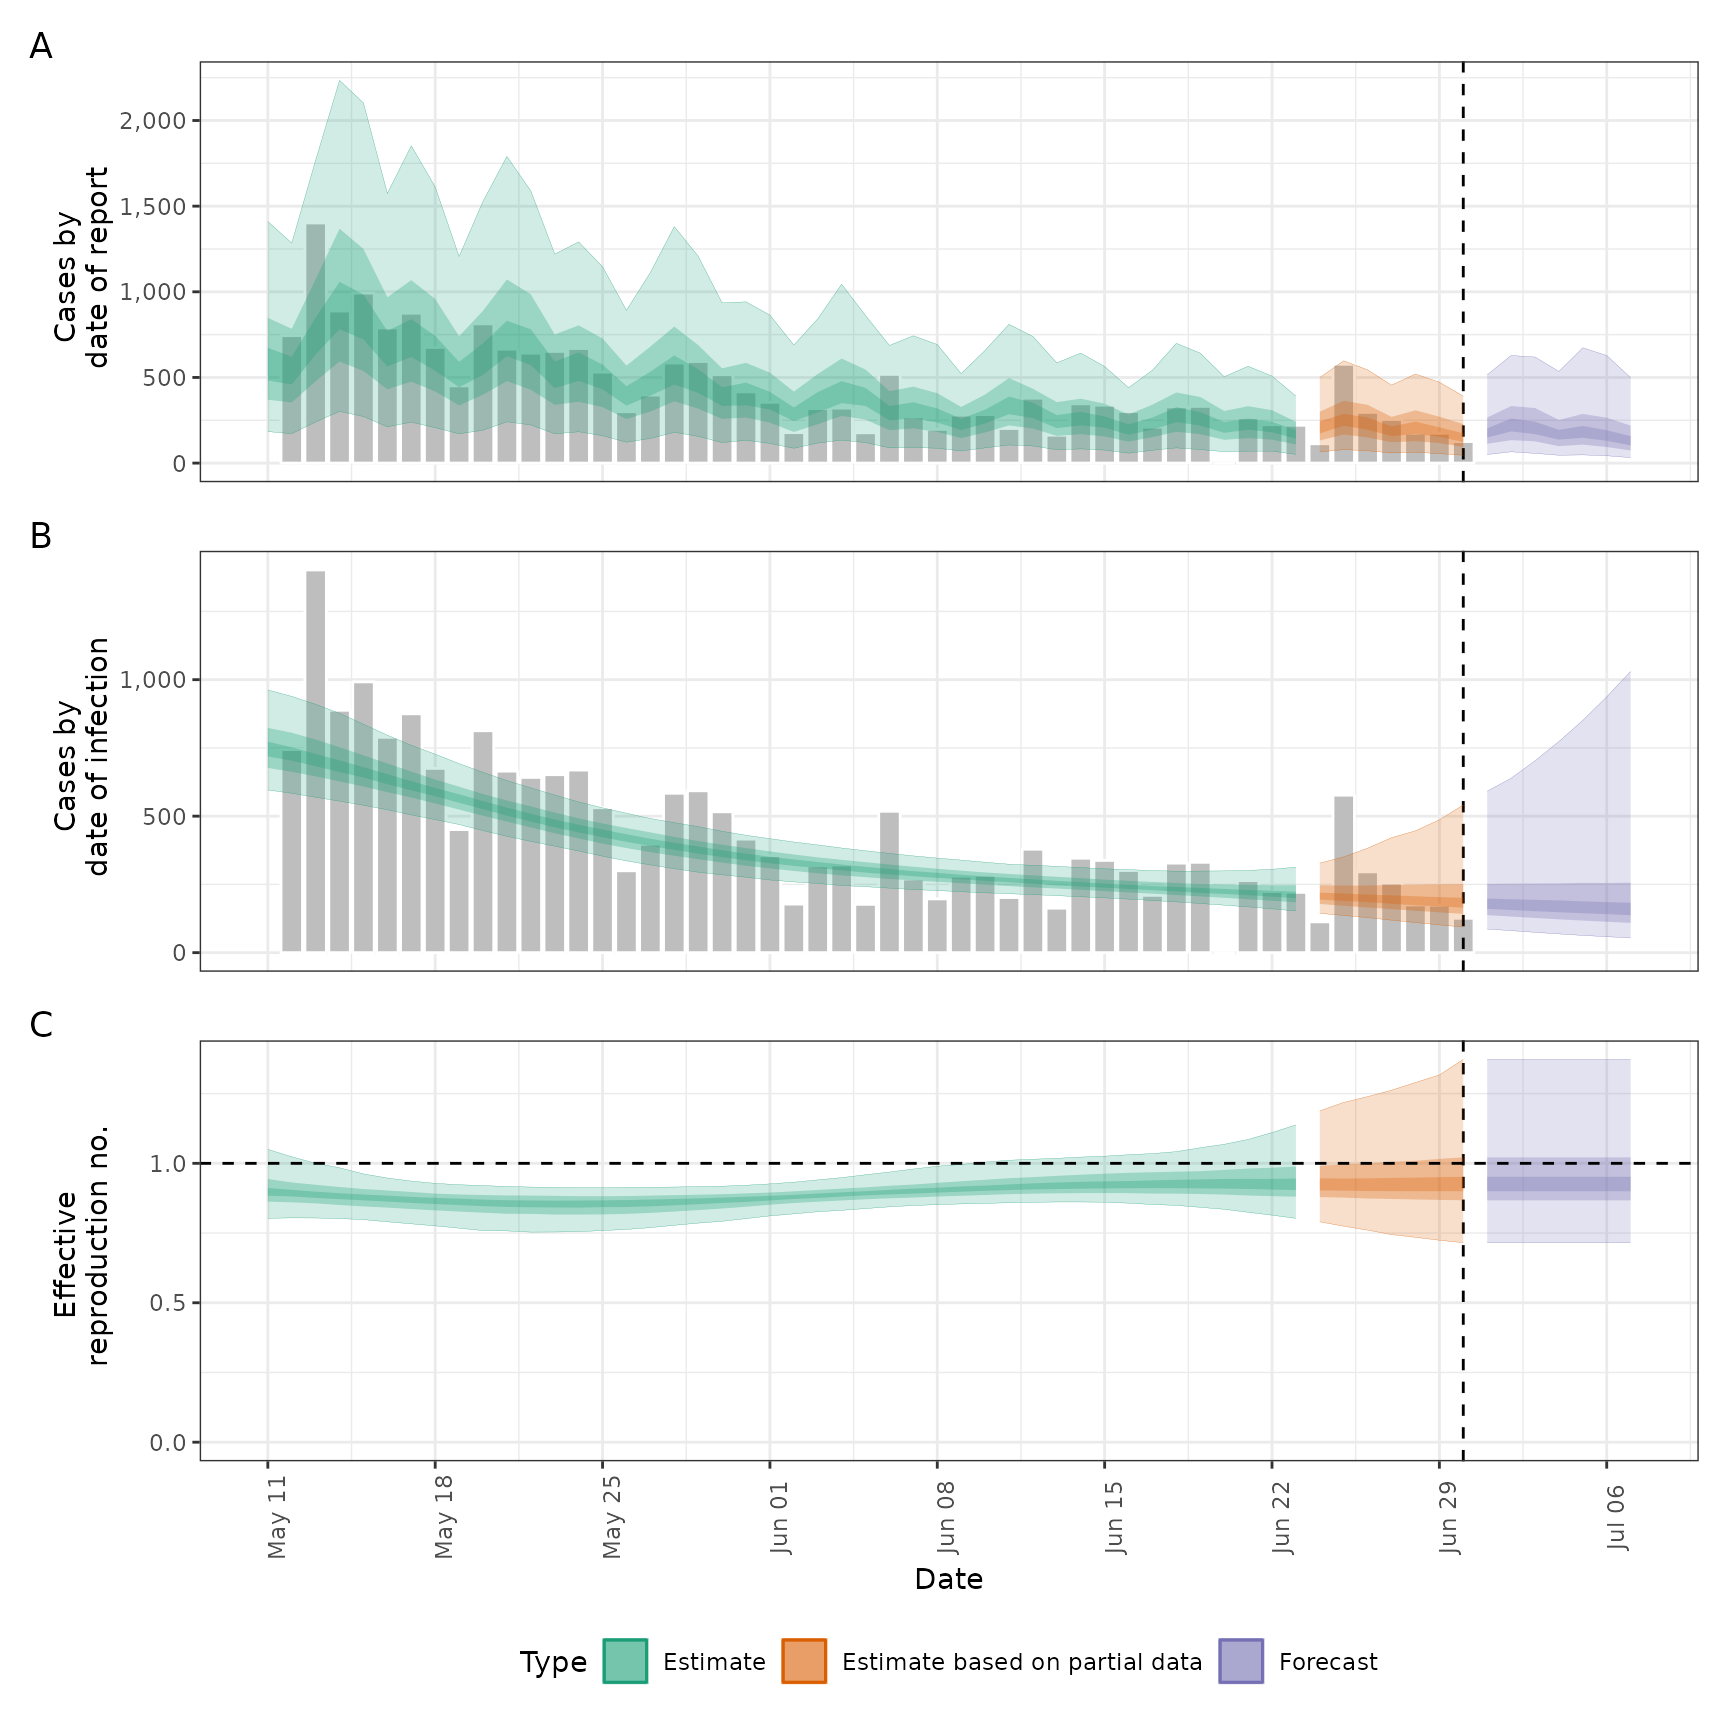 A
Cases by
date of report
2,000
1,500
1,000
500
0
B
Cases by
date of infection
1,000
500
0
C
Effective
reproduction no.
1.0
0.5
0.0
May 11
May 18
May 25
Jun 01
Jun 08
Jun 15
Jun 22
Jun 29
Jul 06
Date
Type Estimate Estimate based on partial data Forecast